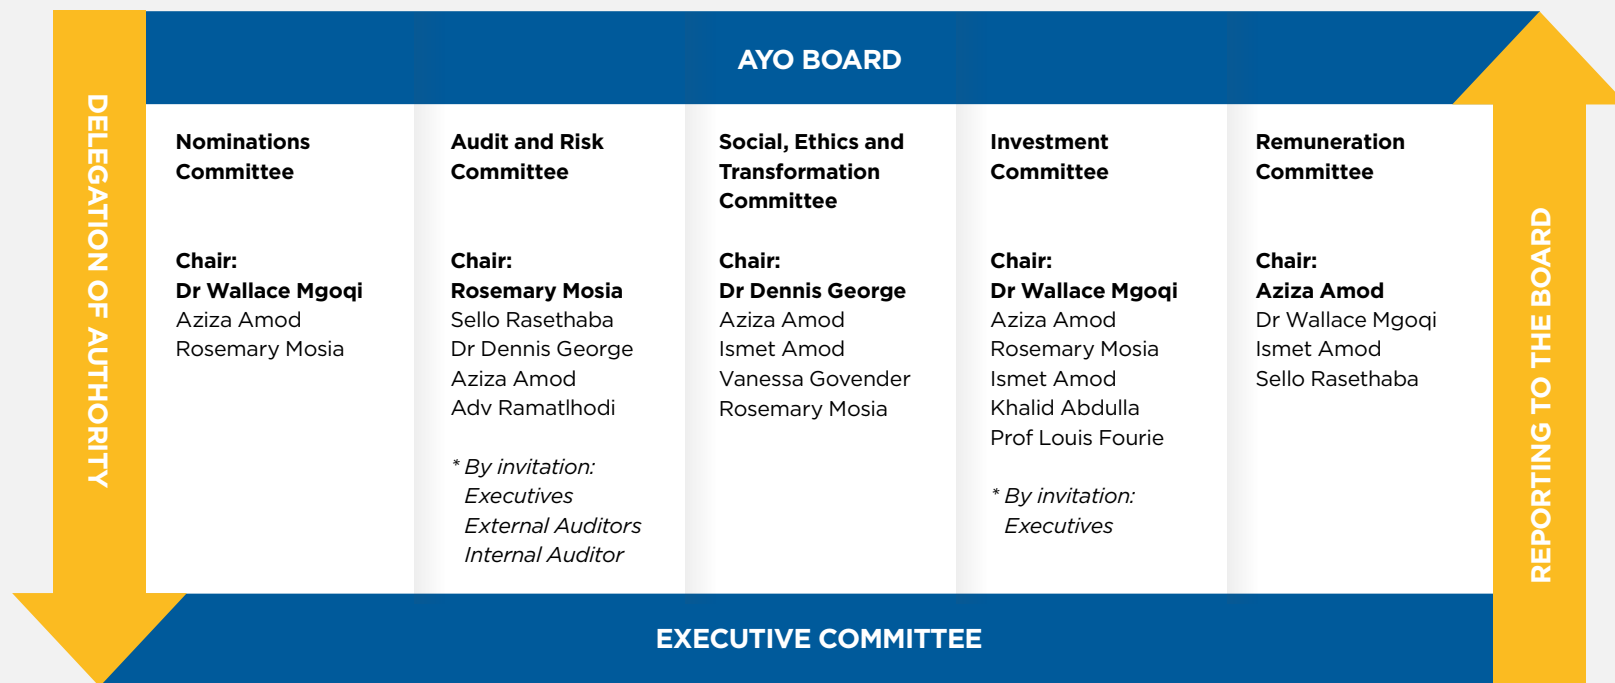 AYO BOARD
DELEGATION OF AUTHORITY
Nominations
Committee
Chair:
Dr Wallace Mgoqi
Aziza Amod
Rosemary Mosia
Audit and Risk
Committee
Chair:
Rosemary Mosia
Sello Rasethaba
Dr Dennis George
Aziza Amod
Adv Ramatlhodi
* By invitation:
Executives
External Auditors
Internal Auditor
Social, Ethics and
Transformation
Committee
Chair:
Dr Dennis George
Aziza Amod
Ismet Amod
Vanessa Govender
Rosemary Mosia
Investment
Committee
Chair:
Dr Wallace Mgoqi
Aziza Amod
Rosemary Mosia
Ismet Amod
Khalid Abdulla
Prof Louis Fourie
* By invitation:
Executives
Remuneration
Committee
Chair:
Aziza Amod
Dr Wallace Mgoqi
Ismet Amod
Sello Rasethaba
REPORTING TO THE BOARD
EXECUTIVE COMMITTEE